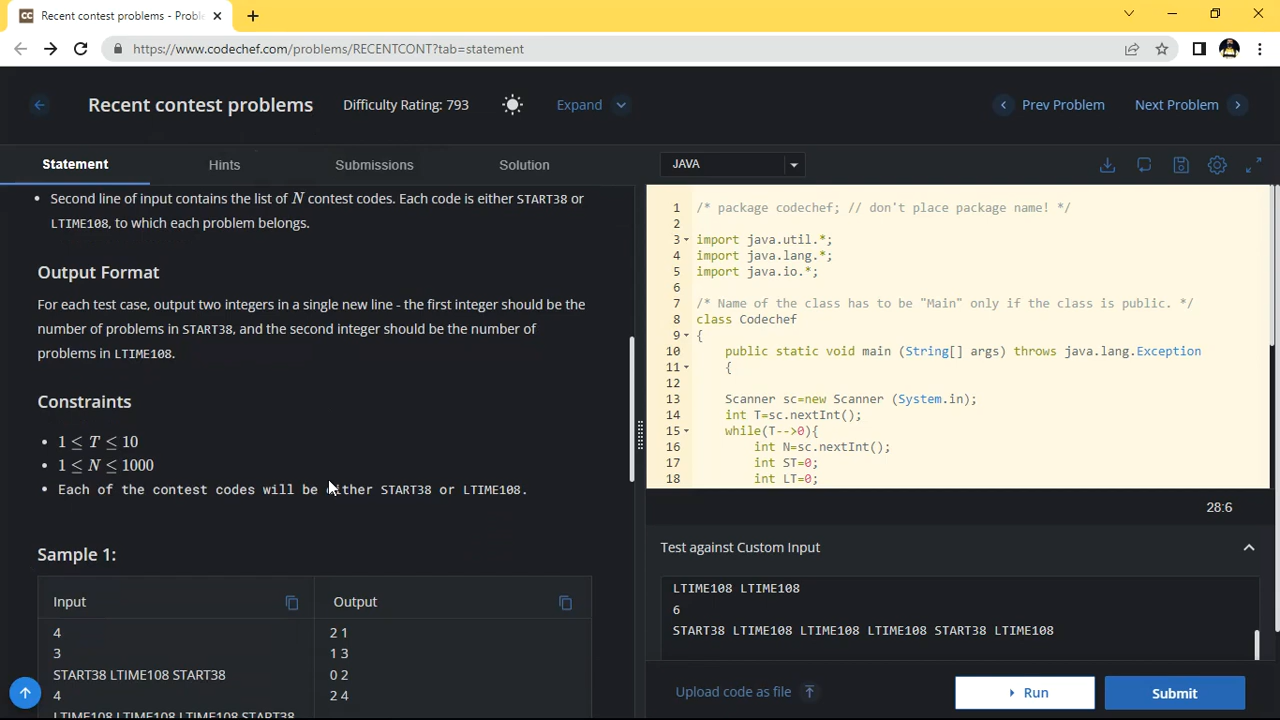 Recent contest problems - Proble
https://www.codechef.com/problems/RECENTCONT?tab=statement
Recent contest problems
Difficulty Rating: 793
Expand
Prev Problem
Next Problem
Statement
Hints
Submissions
Solution
JAVA
Second line of input contains the list of N contest codes. Each code is either START38 or
LTIME108, to which each problem belongs.
Output Format
For each test case, output two integers in a single new line - the first integer should be the
number of problems in START38, and the second integer should be the number of
problems in LTIME108.
Constraints
1 ≤ T ≤ 10
1 ≤ N ≤ 1000
Each of the contest codes will be either START38 or LTIME108.
Sample 1:
Input
Output
4
2 1
3
1 3
START38 LTIME108 START38
0 2
4
2 4
LTIME108 LTIME108 LTIME108 START38
1 /* package codechef; // don't place package name! */
2
3 import java.util.*;
4 import java.lang.*;
5 import java.io.*;
6
7 /* Name of the class has to be "Main" only if the class is public. */
8 class Codechef
9 {
10 public static void main (String[] args) throws java.lang.Exception
11 {
12
13 Scanner sc=new Scanner (System.in);
14 int T=sc.nextInt();
15 while(T-->0){
16 int N=sc.nextInt();
17 int ST=0;
18 int LT=0;
28:6
Test against Custom Input
LTIME108 LTIME108
6
START38 LTIME108 LTIME108 LTIME108 START38 LTIME108
Upload code as file
Run
Submit